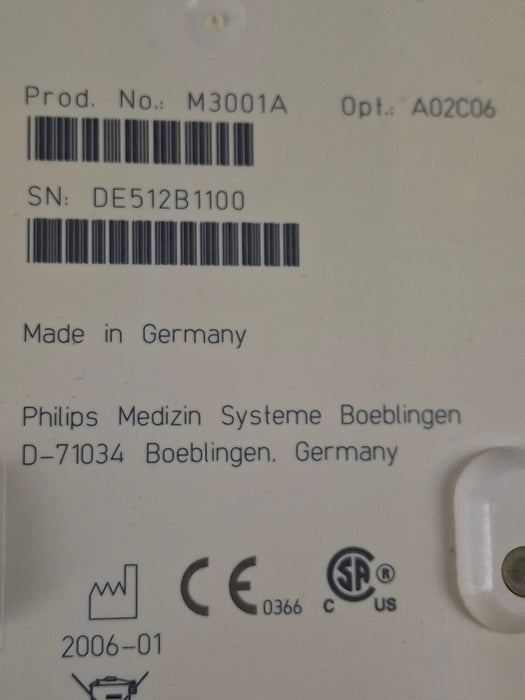 Prod. No.: M3001A Opt.: A02C06
SN: DE512B1100
Made in Germany
Philips Medizin Systeme Boeblingen
D-71034 Boeblingen, Germany
CE 0366
C SA ® US
2006-01